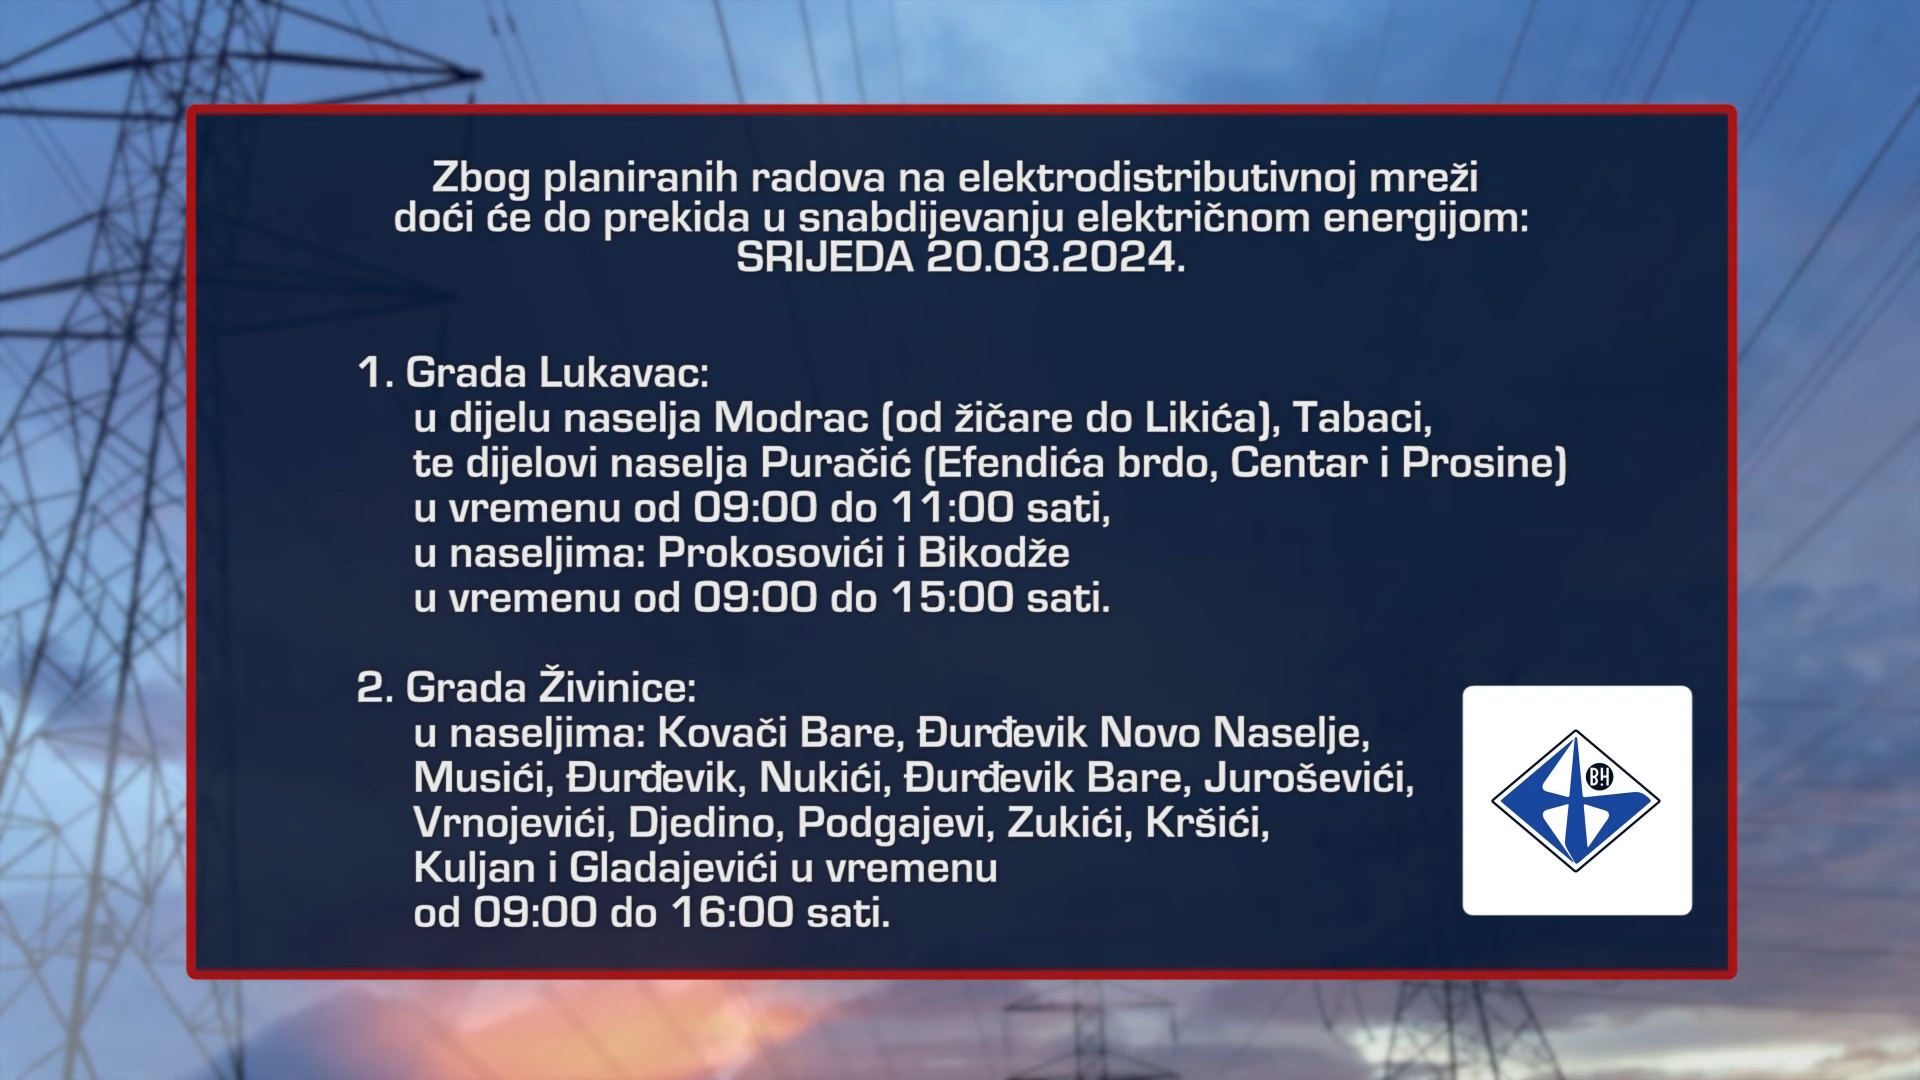 Zbog planiranih radova na elektrodistributivnoj mreži
doći će do prekida u snabdijevanju električnom energijom:
SRIJEDA 20.03.2024.
1. Grada Lukavac:
u dijelu naselja Modrac (od žičare do Likića), Tabaci,
te dijelovi naselja Puračić (Efendića brdo, Centar i Prosine)
u vremenu od 09:00 do 11:00 sati,
u naseljima: Prokosovići i Bikodže
u vremenu od 09:00 do 15:00 sati.
2. Grada Živinice:
u naseljima: Kovači Bare, Đurđevik Novo Naselje,
Musići, Đurđevik, Nukići, Đurđevik Bare, Juroševići,
Vrnojevići, Djedino, Podgajevi, Zukići, Kršići,
Kuljan i Gladajevići u vremenu
od 09:00 do 16:00 sati.
BH